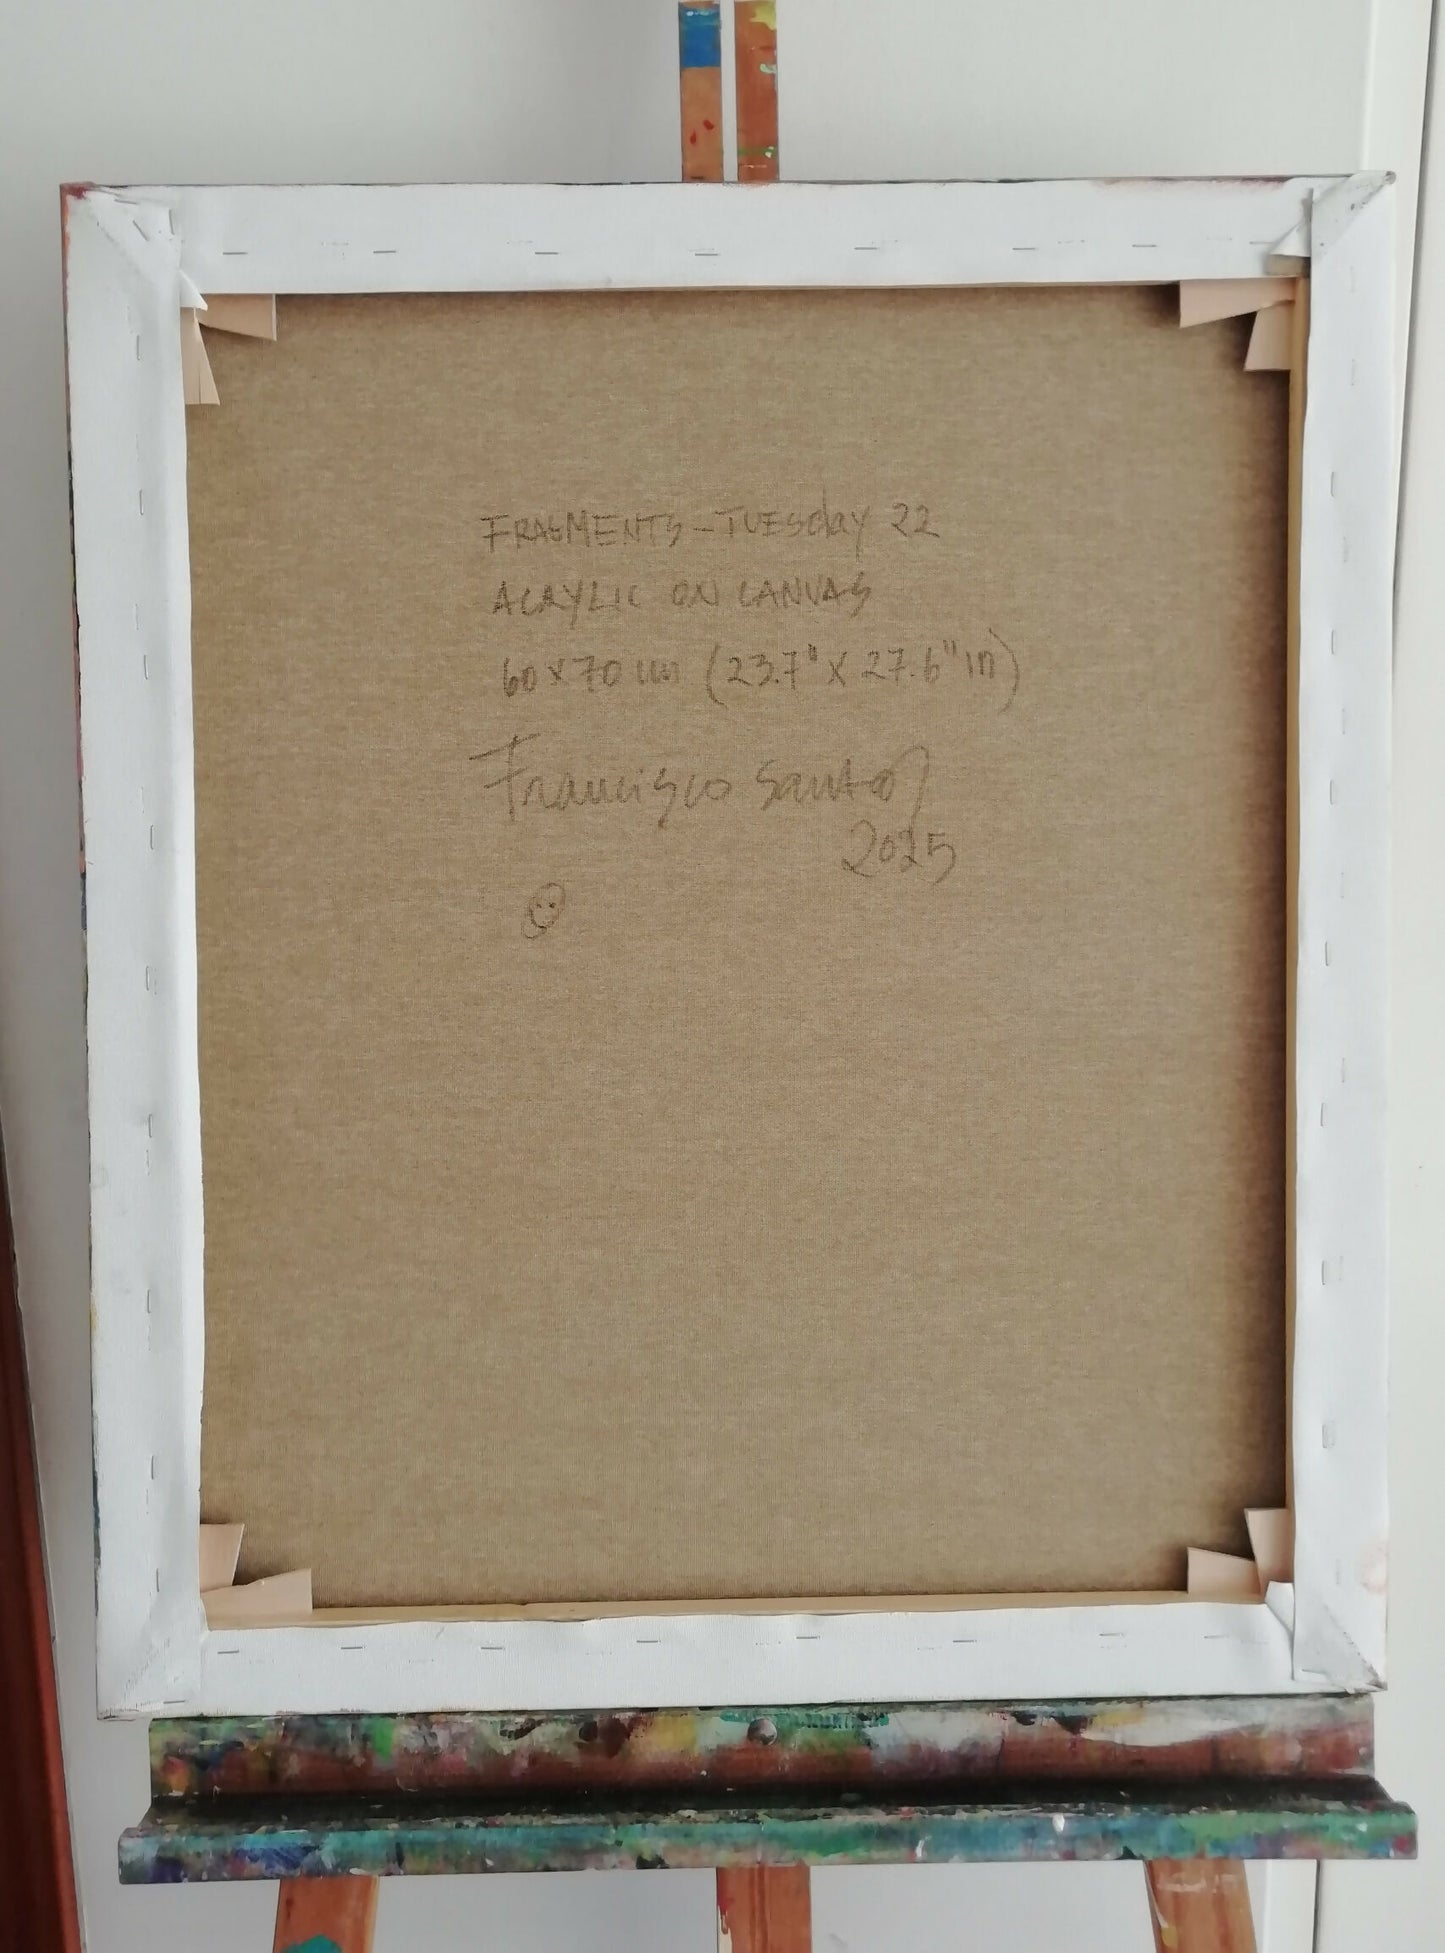 FRAGMENTS - TUESday 22
ACRYLIC ON CANVAS
60 x 70 cm (23.7" x 27.6" in)
Francisco Santos
2025